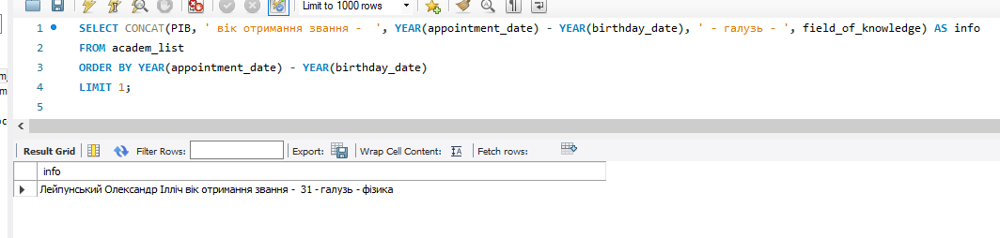 Limit to 1000 rows
1 SELECT CONCAT(PIB, ' вік отримання звання -  ', YEAR(appointment_date) - YEAR(birthday_date), ' - галузь - ', field_of_knowledge) AS info
2 FROM academ_list
3 ORDER BY YEAR(appointment_date) - YEAR(birthday_date)
4 LIMIT 1;
5
Result Grid Filter Rows: Export: Wrap Cell Content: Fetch rows:
info
Лейпунський Олександр Ілліч вік отримання звання -  31 - галузь - фізика